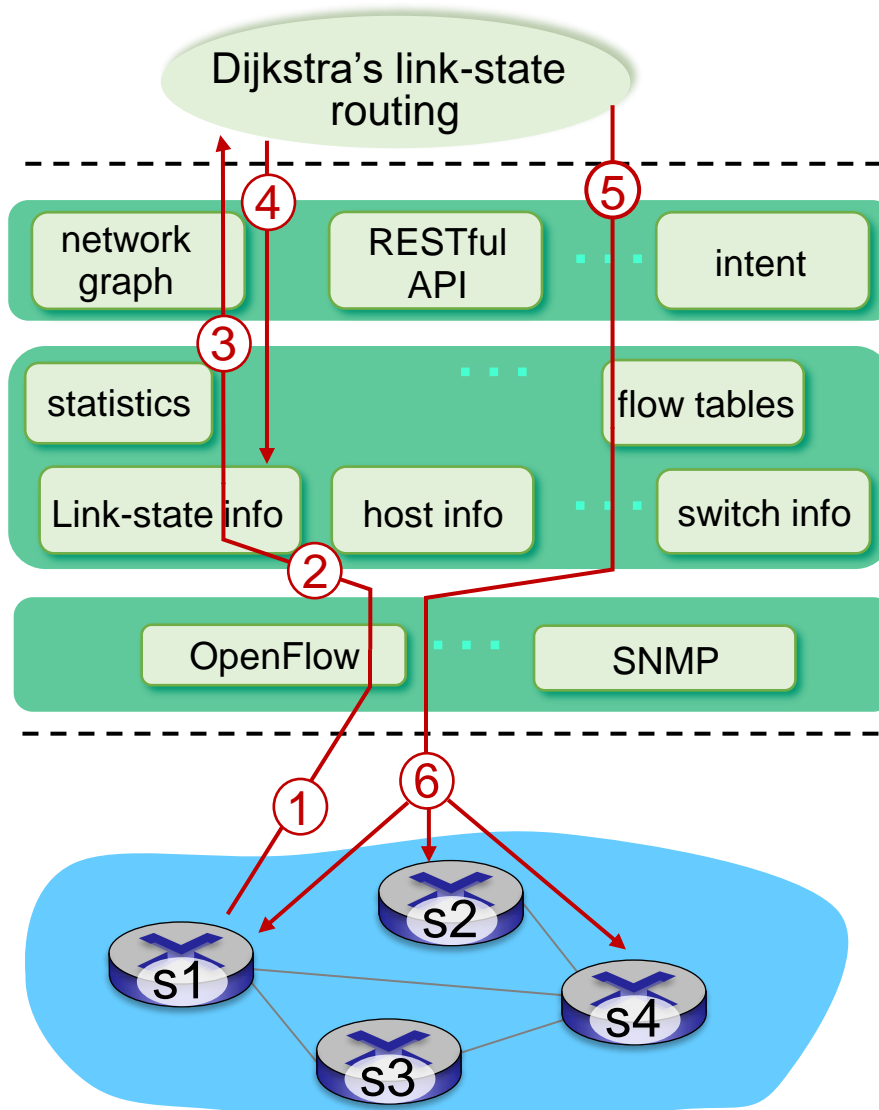 Dijkstra’s link-state
routing
4
5
network
graph
RESTful
API
intent
3
statistics
flow tables
Link-state info
host info
switch info
2
OpenFlow
SNMP
1
6
s2
s1
s4
s3